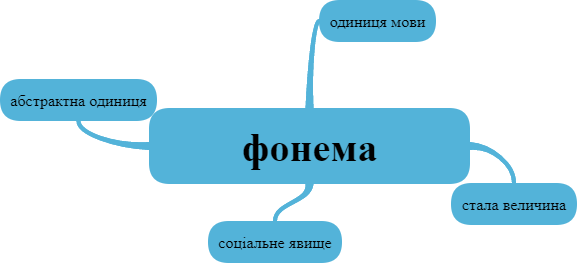 одиниця мови
абстрактна одиниця
фонема
стала величина
соціальне явище